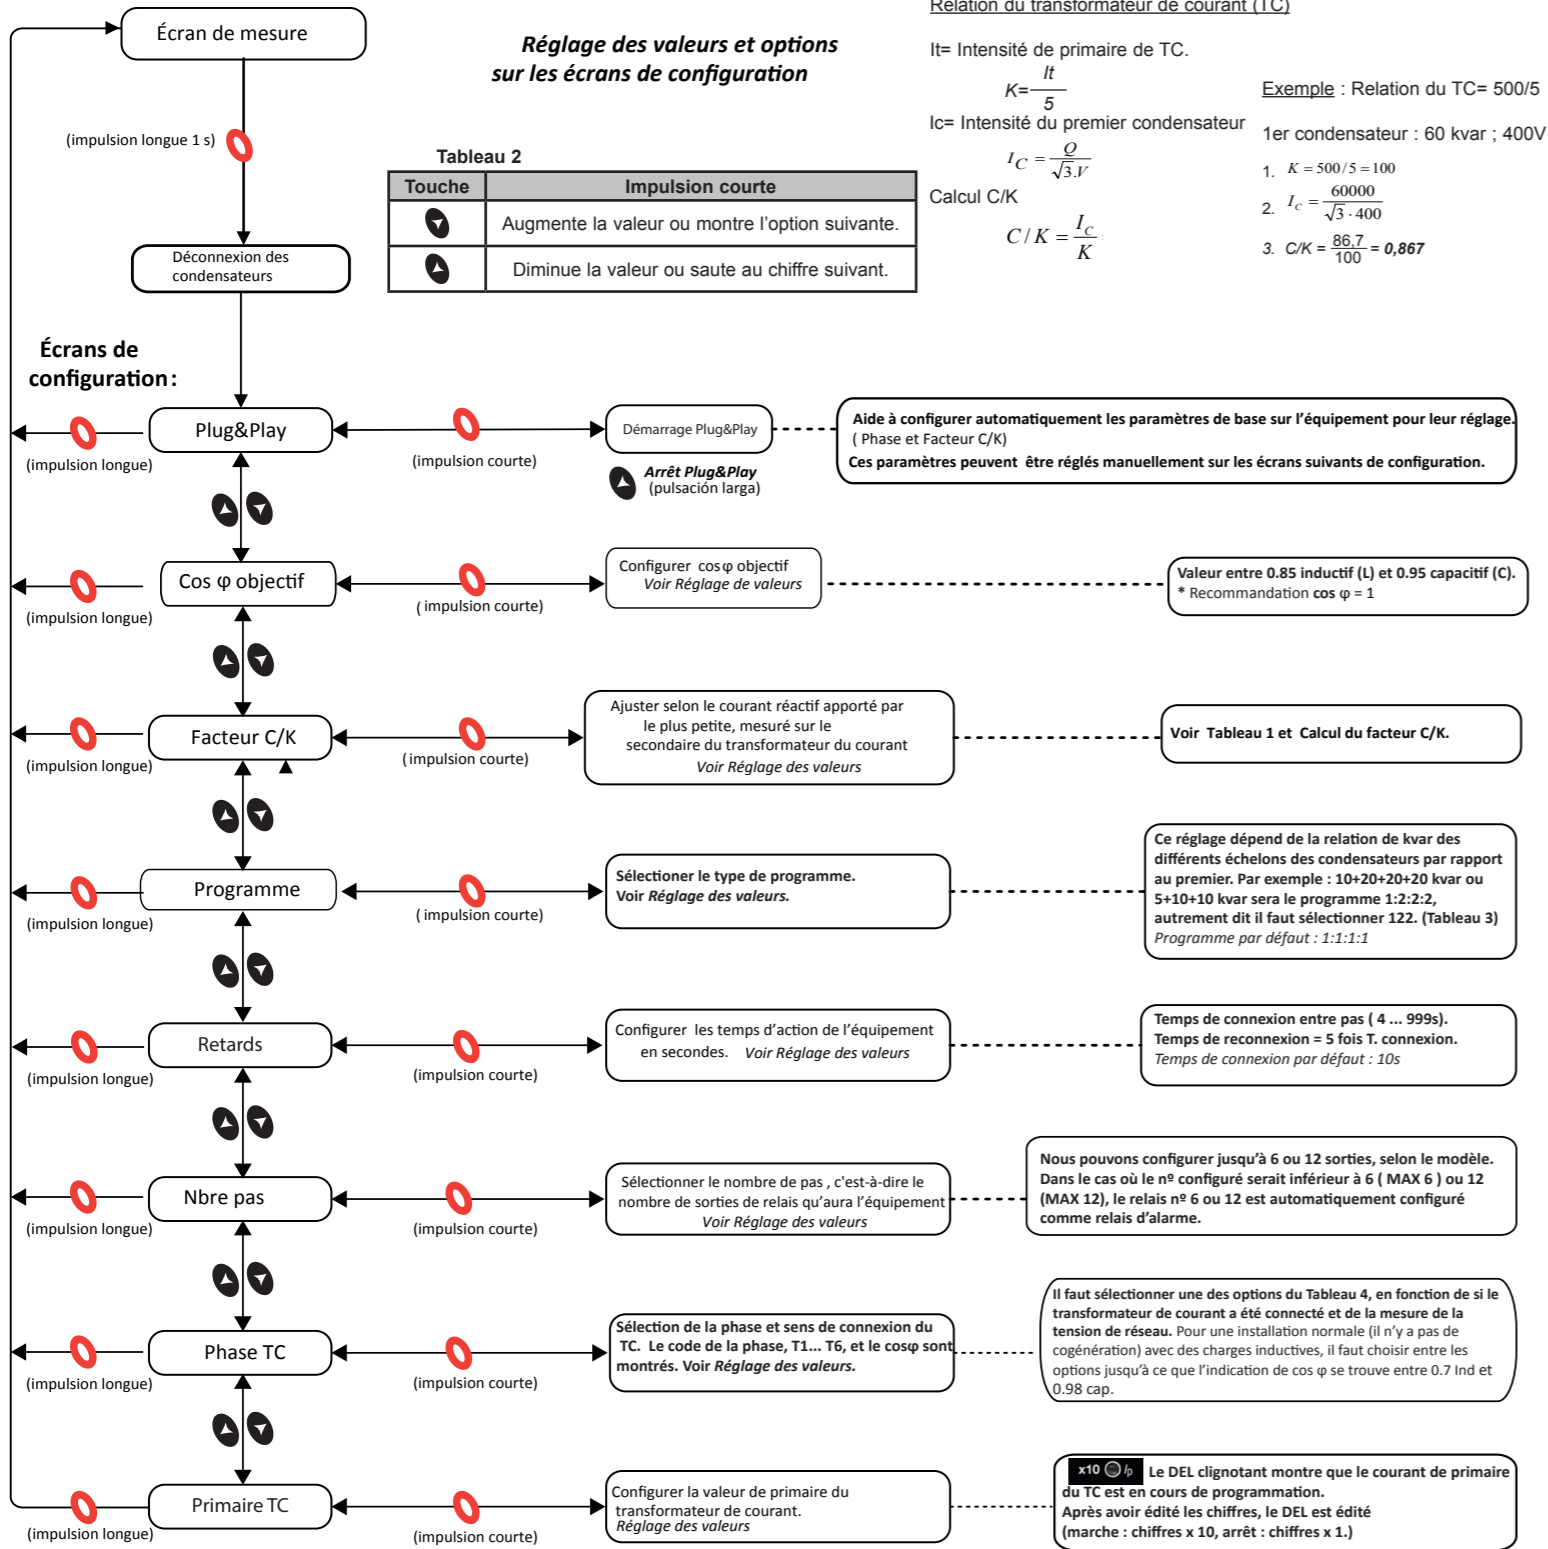 Écran de mesure
(impulsion longue 1 s)
Déconnexion des
condensateurs
Réglage des valeurs et options
sur les écrans de configuration
Tableau 2
Touche Impulsion courte
Augmente la valeur ou montre l'option suivante.
Diminue la valeur ou saute au chiffre suivant.
Relation du transformateur de courant (TC)
It= Intensité de primaire de TC.
K= It / 5
Ic= Intensité du premier condensateur
I_C = Q / √3.V
Calcul C/K
C / K = I_C / K
Exemple : Relation du TC= 500/5
1er condensateur : 60 kvar ; 400V
1. K = 500/5 = 100
2. I_C = 60000 / √3 · 400
3. C/K = 86,7 / 100 = 0,867
Écrans de
configuration:
(impulsion longue)
Plug&Play
(impulsion courte)
Démarrage Plug&Play
Arrêt Plug&Play
(pulsación larga)
Aide à configurer automatiquement les paramètres de base sur l'équipement pour leur réglage.
( Phase et Facteur C/K)
Ces paramètres peuvent être réglés manuellement sur les écrans suivants de configuration.
(impulsion longue)
Cos φ objectif
( impulsion courte)
Configurer cos φ objectif
Voir Réglage de valeurs
Valeur entre 0.85 inductif (L) et 0.95 capacitif (C).
* Recommandation cos φ = 1
(impulsion longue)
Facteur C/K
(impulsion courte)
Ajuster selon le courant réactif apporté par
le plus petite, mesuré sur le
secondaire du transformateur du courant
Voir Réglage des valeurs
Voir Tableau 1 et Calcul du facteur C/K.
(impulsion longue)
Programme
( impulsion courte)
Sélectioner le type de programme.
Voir Réglage des valeurs.
Ce réglage dépend de la relation de kvar des
différents échelons des condensateurs par rapport
au premier. Par exemple : 10+20+20+20 kvar ou
5+10+10 kvar sera le programme 1:2:2:2,
autrement dit il faut sélectionner 122. (Tableau 3)
Programme par défaut : 1:1:1:1
(impulsion longue)
Retards
(impulsion courte)
Configurer les temps d'action de l'équipement
en secondes. Voir Réglage des valeurs
Temps de connexion entre pas ( 4 ... 999s).
Temps de reconnexion = 5 fois T. connexion.
Temps de connexion par défaut : 10s
(impulsion longue)
Nbre pas
(impulsion courte)
Sélectionner le nombre de pas , c'est-à-dire le
nombre de sorties de relais qu'aura l'équipement
Voir Réglage des valeurs
Nous pouvons configurer jusqu'à 6 ou 12 sorties, selon le modèle.
Dans le cas où le nº configuré serait inférieur à 6 ( MAX 6 ) ou 12
(MAX 12), le relais nº 6 ou 12 est automatiquement configuré
comme relais d'alarme.
(impulsion longue)
Phase TC
(impulsion courte)
Sélection de la phase et sens de connexion du
TC. Le code de la phase, T1... T6, et le cosφ sont
montrés. Voir Réglage des valeurs.
Il faut sélectionner une des options du Tableau 4, en fonction de si le
transformateur de courant a été connecté et de la mesure de la
tension de réseau. Pour une installation normale (il n'y a pas de
cogénération) avec des charges inductives, il faut choisir entre les
options jusqu'à ce que l'indication de cos φ se trouve entre 0.7 Ind et
0.98 cap.
(impulsion longue)
Primaire TC
(impulsion courte)
Configurer la valeur de primaire du
transformateur de courant.
Réglage des valeurs
x10 Ip Le DEL clignotant montre que le courant de primaire
du TC est en cours de programmation.
Après avoir édité les chiffres, le DEL est édité
(marche : chiffres x 10, arrêt : chiffres x 1.)